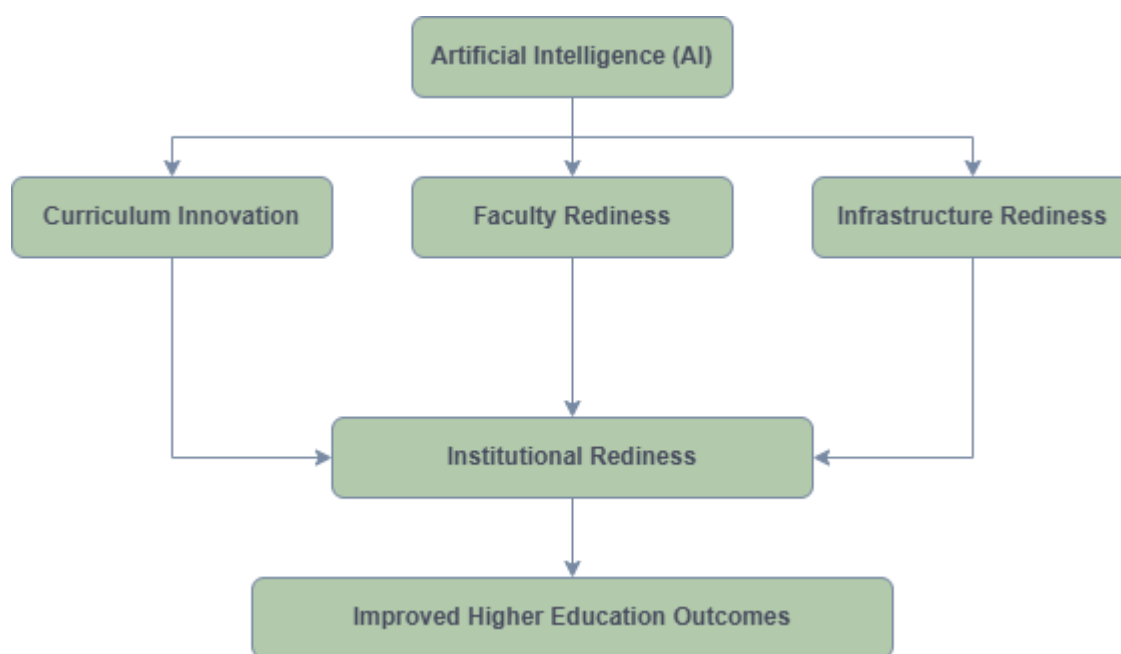 Artificial Intelligence (AI)
Curriculum Innovation
Faculty Rediness
Infrastructure Rediness
Institutional Rediness
Improved Higher Education Outcomes